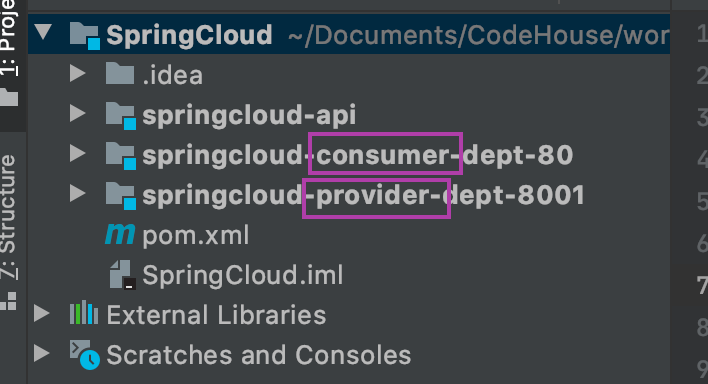 SpringCloud ~/Documents/CodeHouse/wor
.idea
springcloud-api
springcloud-consumer-dept-80
springcloud-provider-dept-8001
m pom.xml
SpringCloud.iml
External Libraries
Scratches and Consoles
1: Proje
7: Structure
1
2
3
4
5
6
7
8
9